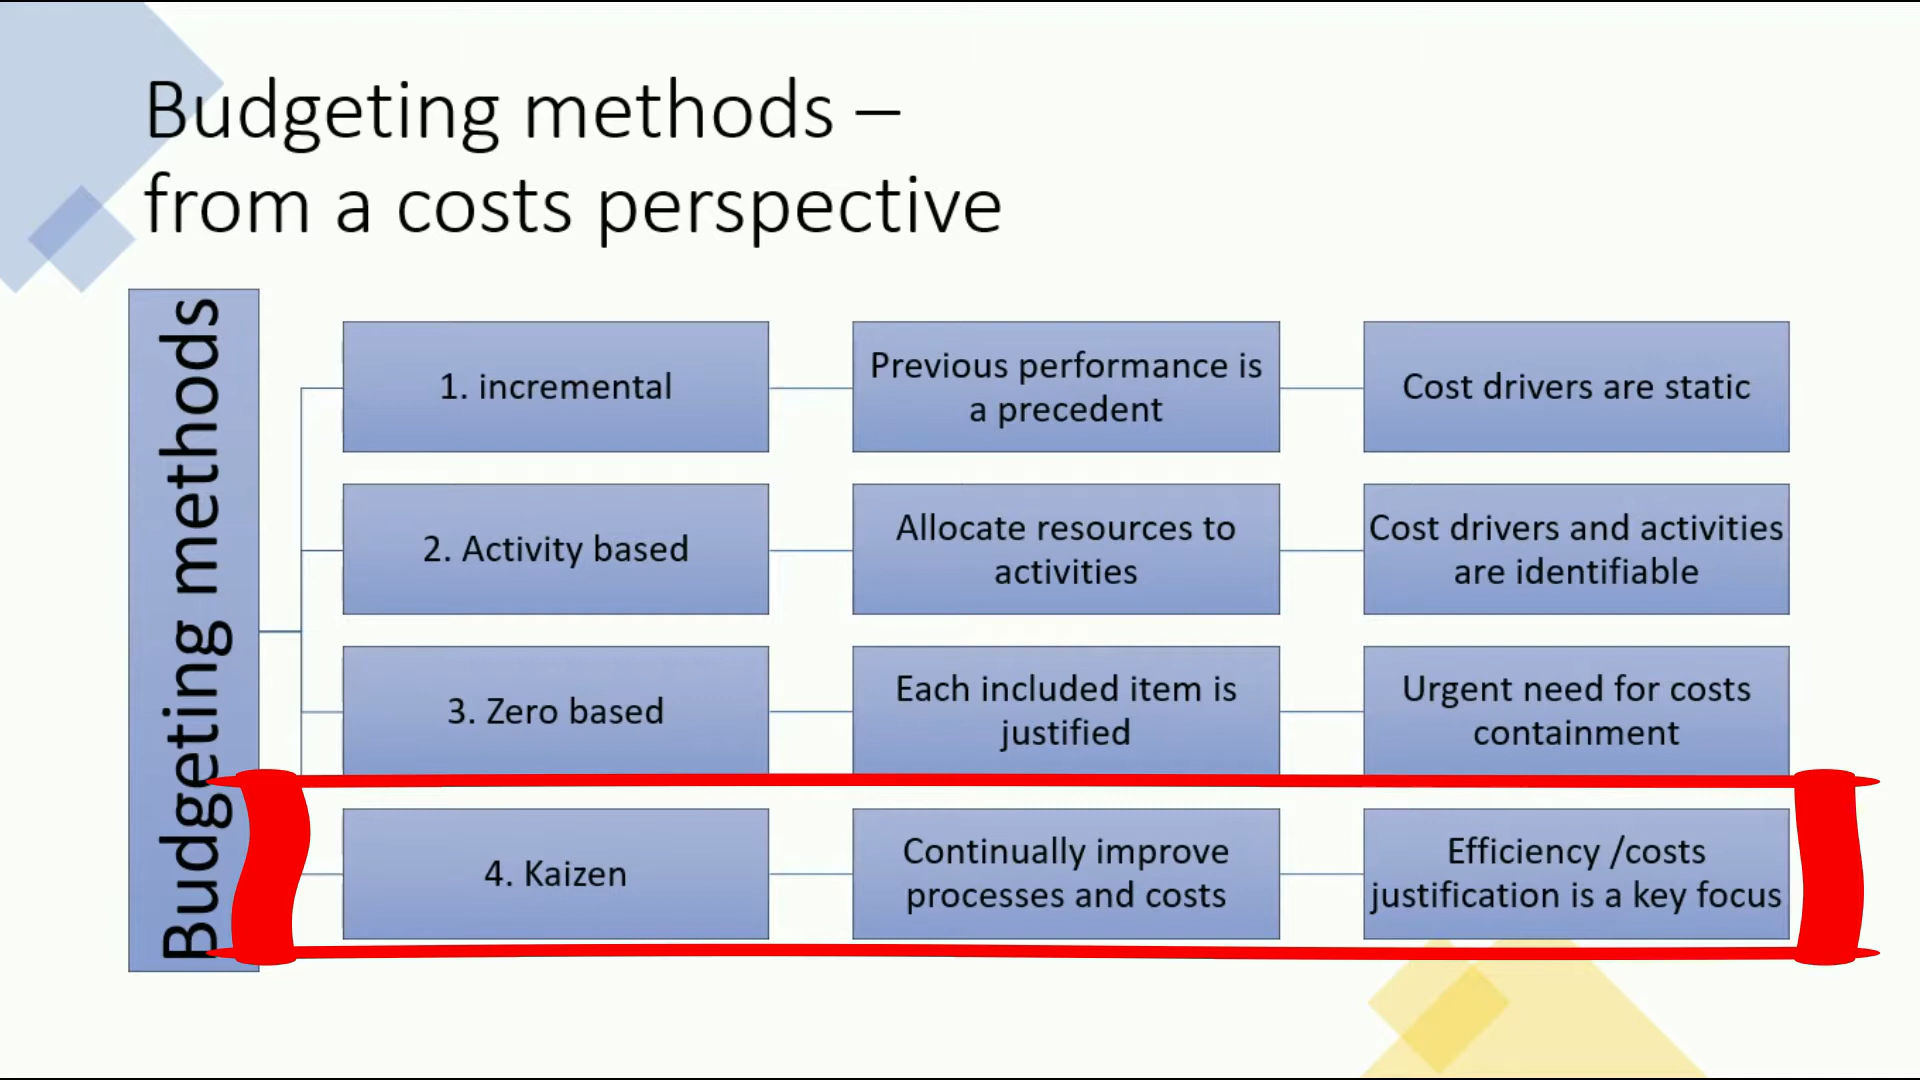 Budgeting methods –
from a costs perspective
Budgeting methods
1. incremental
Previous performance is
a precedent
Cost drivers are static
2. Activity based
Allocate resources to
activities
Cost drivers and activities
are identifiable
3. Zero based
Each included item is
justified
Urgent need for costs
containment
4. Kaizen
Continually improve
processes and costs
Efficiency /costs
justification is a key focus